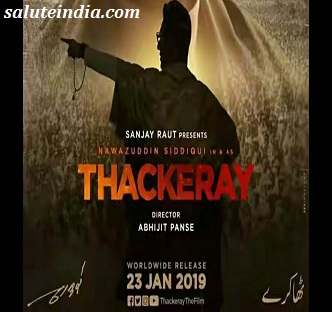 saluteindia.com
SANJAY RAUT PRESENTS
NAWAZUDDIN SIDDIQUI IN & AS
THACKERAY
DIRECTOR
ABHIJIT PANSE
WORLDWIDE RELEASE
23 JAN 2019
ThackerayTheFilm
ٹھاکرے